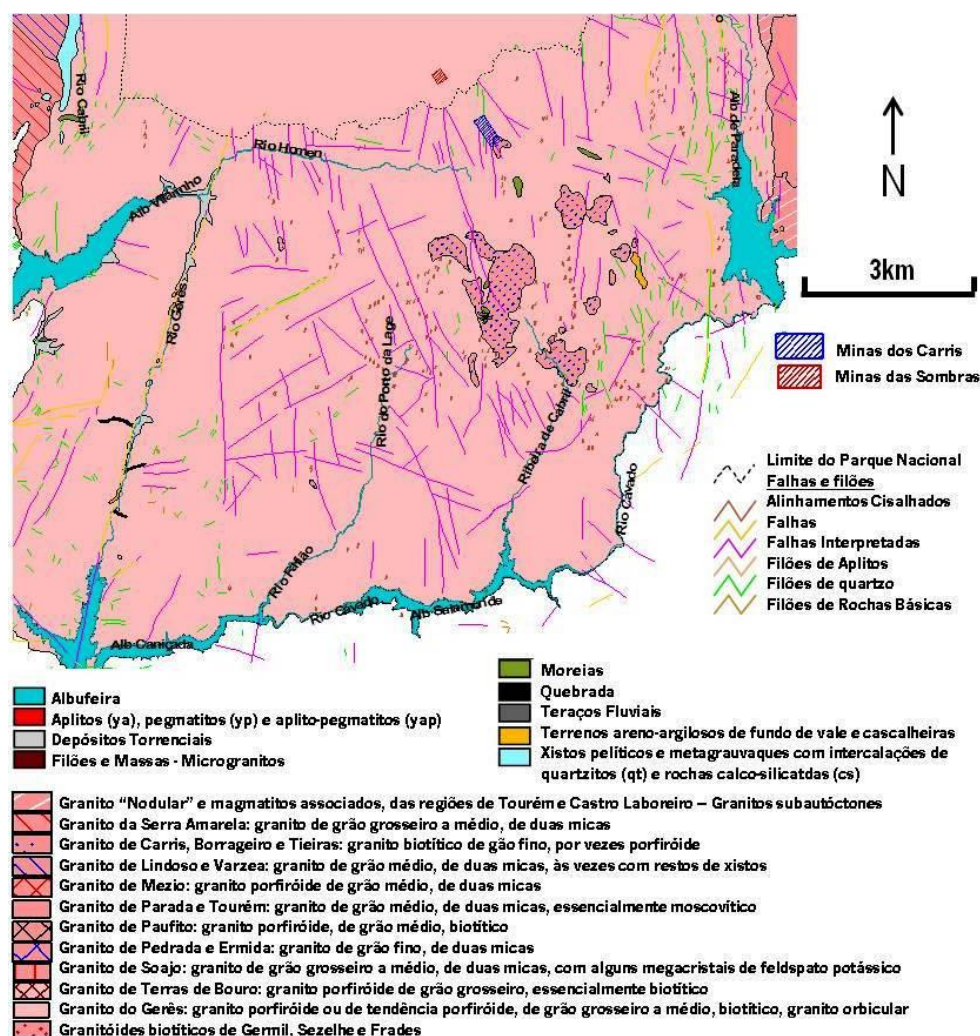 Rio Cabril
Rio Homem
Alb-Vilarinho
Alb de Paradela
N
3km
Rio Gerês
Rio do Porto da Lage
Ribeira de Cabril
Rio Cávado
Rio Fafião
Rio Cávado
Alb-Salamonde
Alb-Caniçada
Minas dos Carris
Minas das Sombras
Limite do Parque Nacional
Falhas e filões
Alinhamentos Cisalhados
Falhas
Falhas Interpretadas
Filões de Aplitos
Filões de quartzo
Filões de Rochas Básicas
Albufeira
Aplitos (ya), pegmatitos (yp) e aplito-pegmatitos (yap)
Depósitos Torrenciais
Filões e Massas - Microgranitos
Moreias
Quebrada
Teraços Fluviais
Terrenos areno-argilosos de fundo de vale e cascalheiras
Xistos pelíticos e metagrauvaques com intercalações de
quartzitos (qt) e rochas calco-silicatdas (cs)
Granito "Nodular" e magmatitos associados, das regiões de Tourém e Castro Laboreiro – Granitos subautóctones
Granito da Serra Amarela: granito de grão grosseiro a médio, de duas micas
Granito de Carris, Borrageiro e Tieiras: granito biotítico de gão fino, por vezes porfiróide
Granito de Lindoso e Varzea: granito de grão médio, de duas micas, às vezes com restos de xistos
Granito de Mezio: granito porfiróide de grão médio, de duas micas
Granito de Parada e Tourém: granito de grão médio, de duas micas, essencialmente moscovítico
Granito de Paufito: granito porfiróide, de grão médio, biotítico
Granito de Pedrada e Ermida: granito de grão fino, de duas micas
Granito de Soajo: granito de grão grosseiro a médio, de duas micas, com alguns megacristais de feldspato potássico
Granito de Terras de Bouro: granito porfiróide de grão grosseiro, essencialmente biotítico
Granito do Gerês: granito porfiróide ou de tendência porfiróide, de grão grosseiro a médio, biotítico, granito orbicular
Granitóides biotíticos de Germil, Sezelhe e Frades